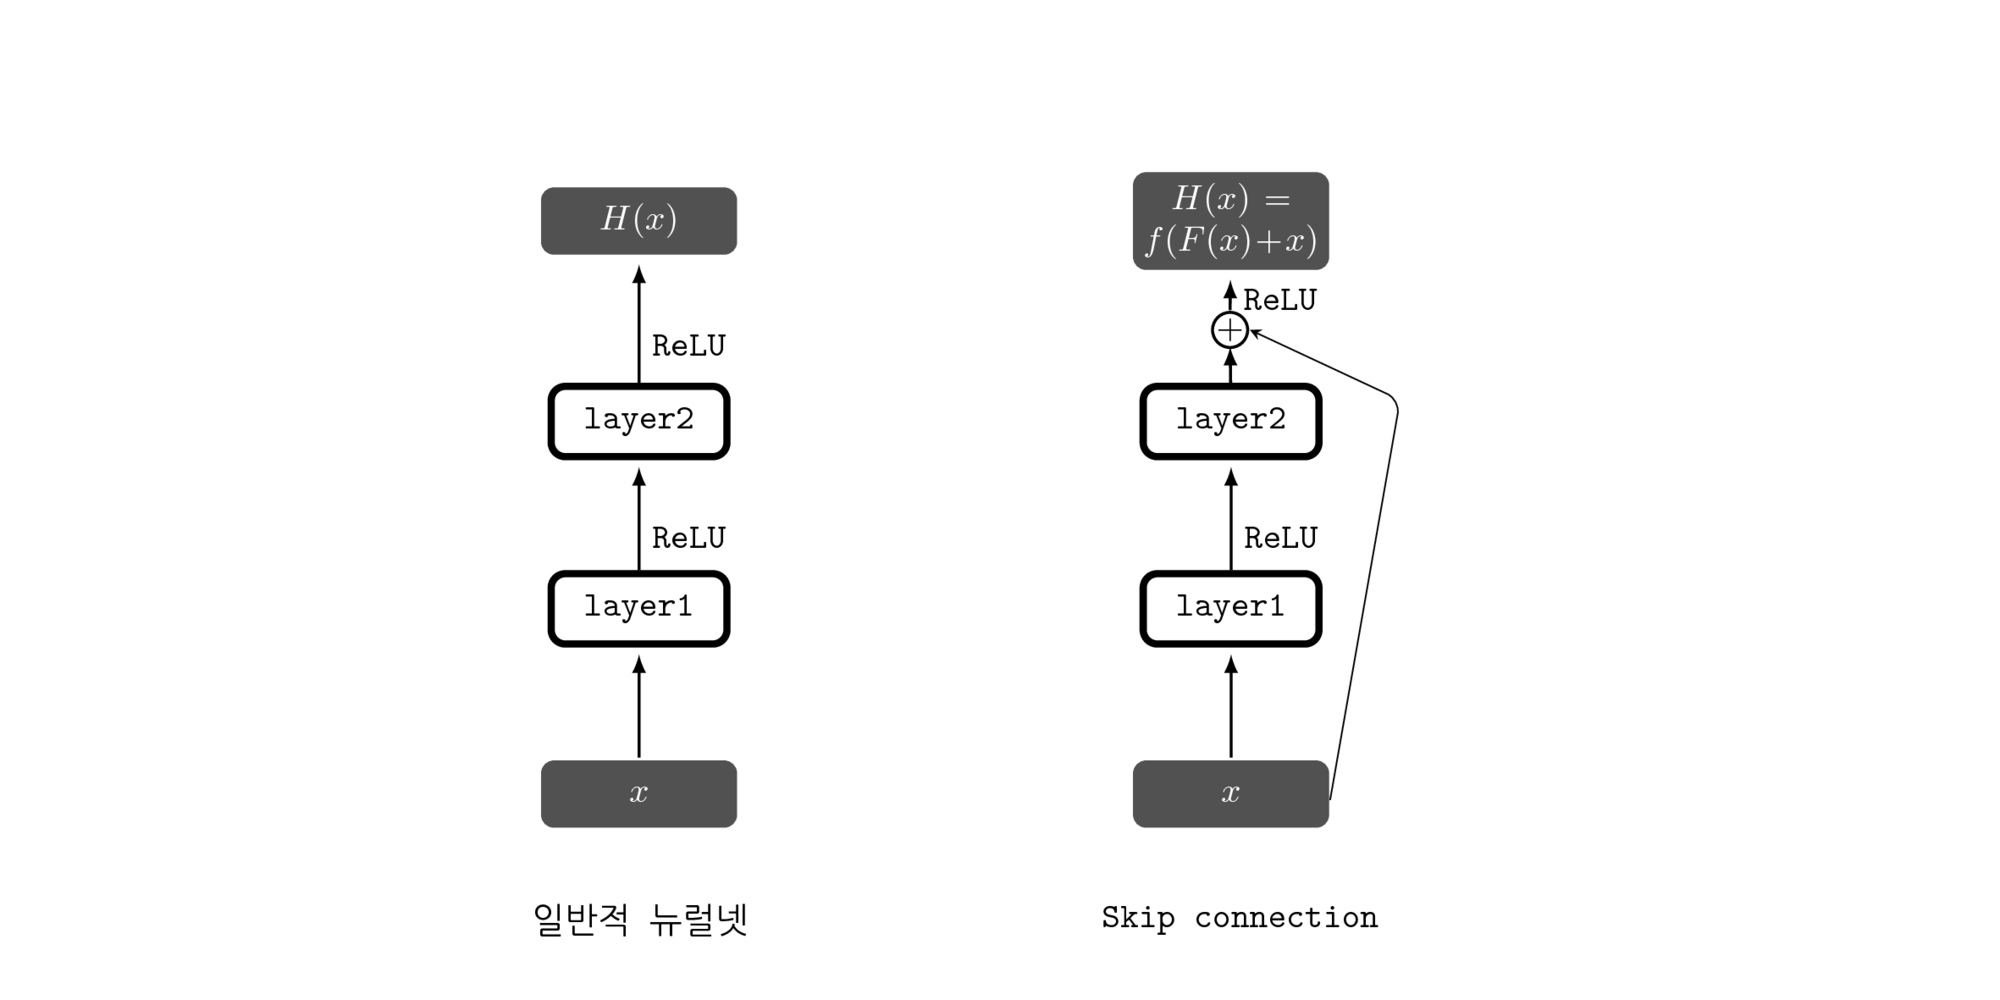 H(x)
ReLU
layer2
ReLU
layer1
x
일반적 뉴럴넷
H(x) =
f(F(x)+x)
ReLU
+
layer2
ReLU
layer1
x
Skip connection